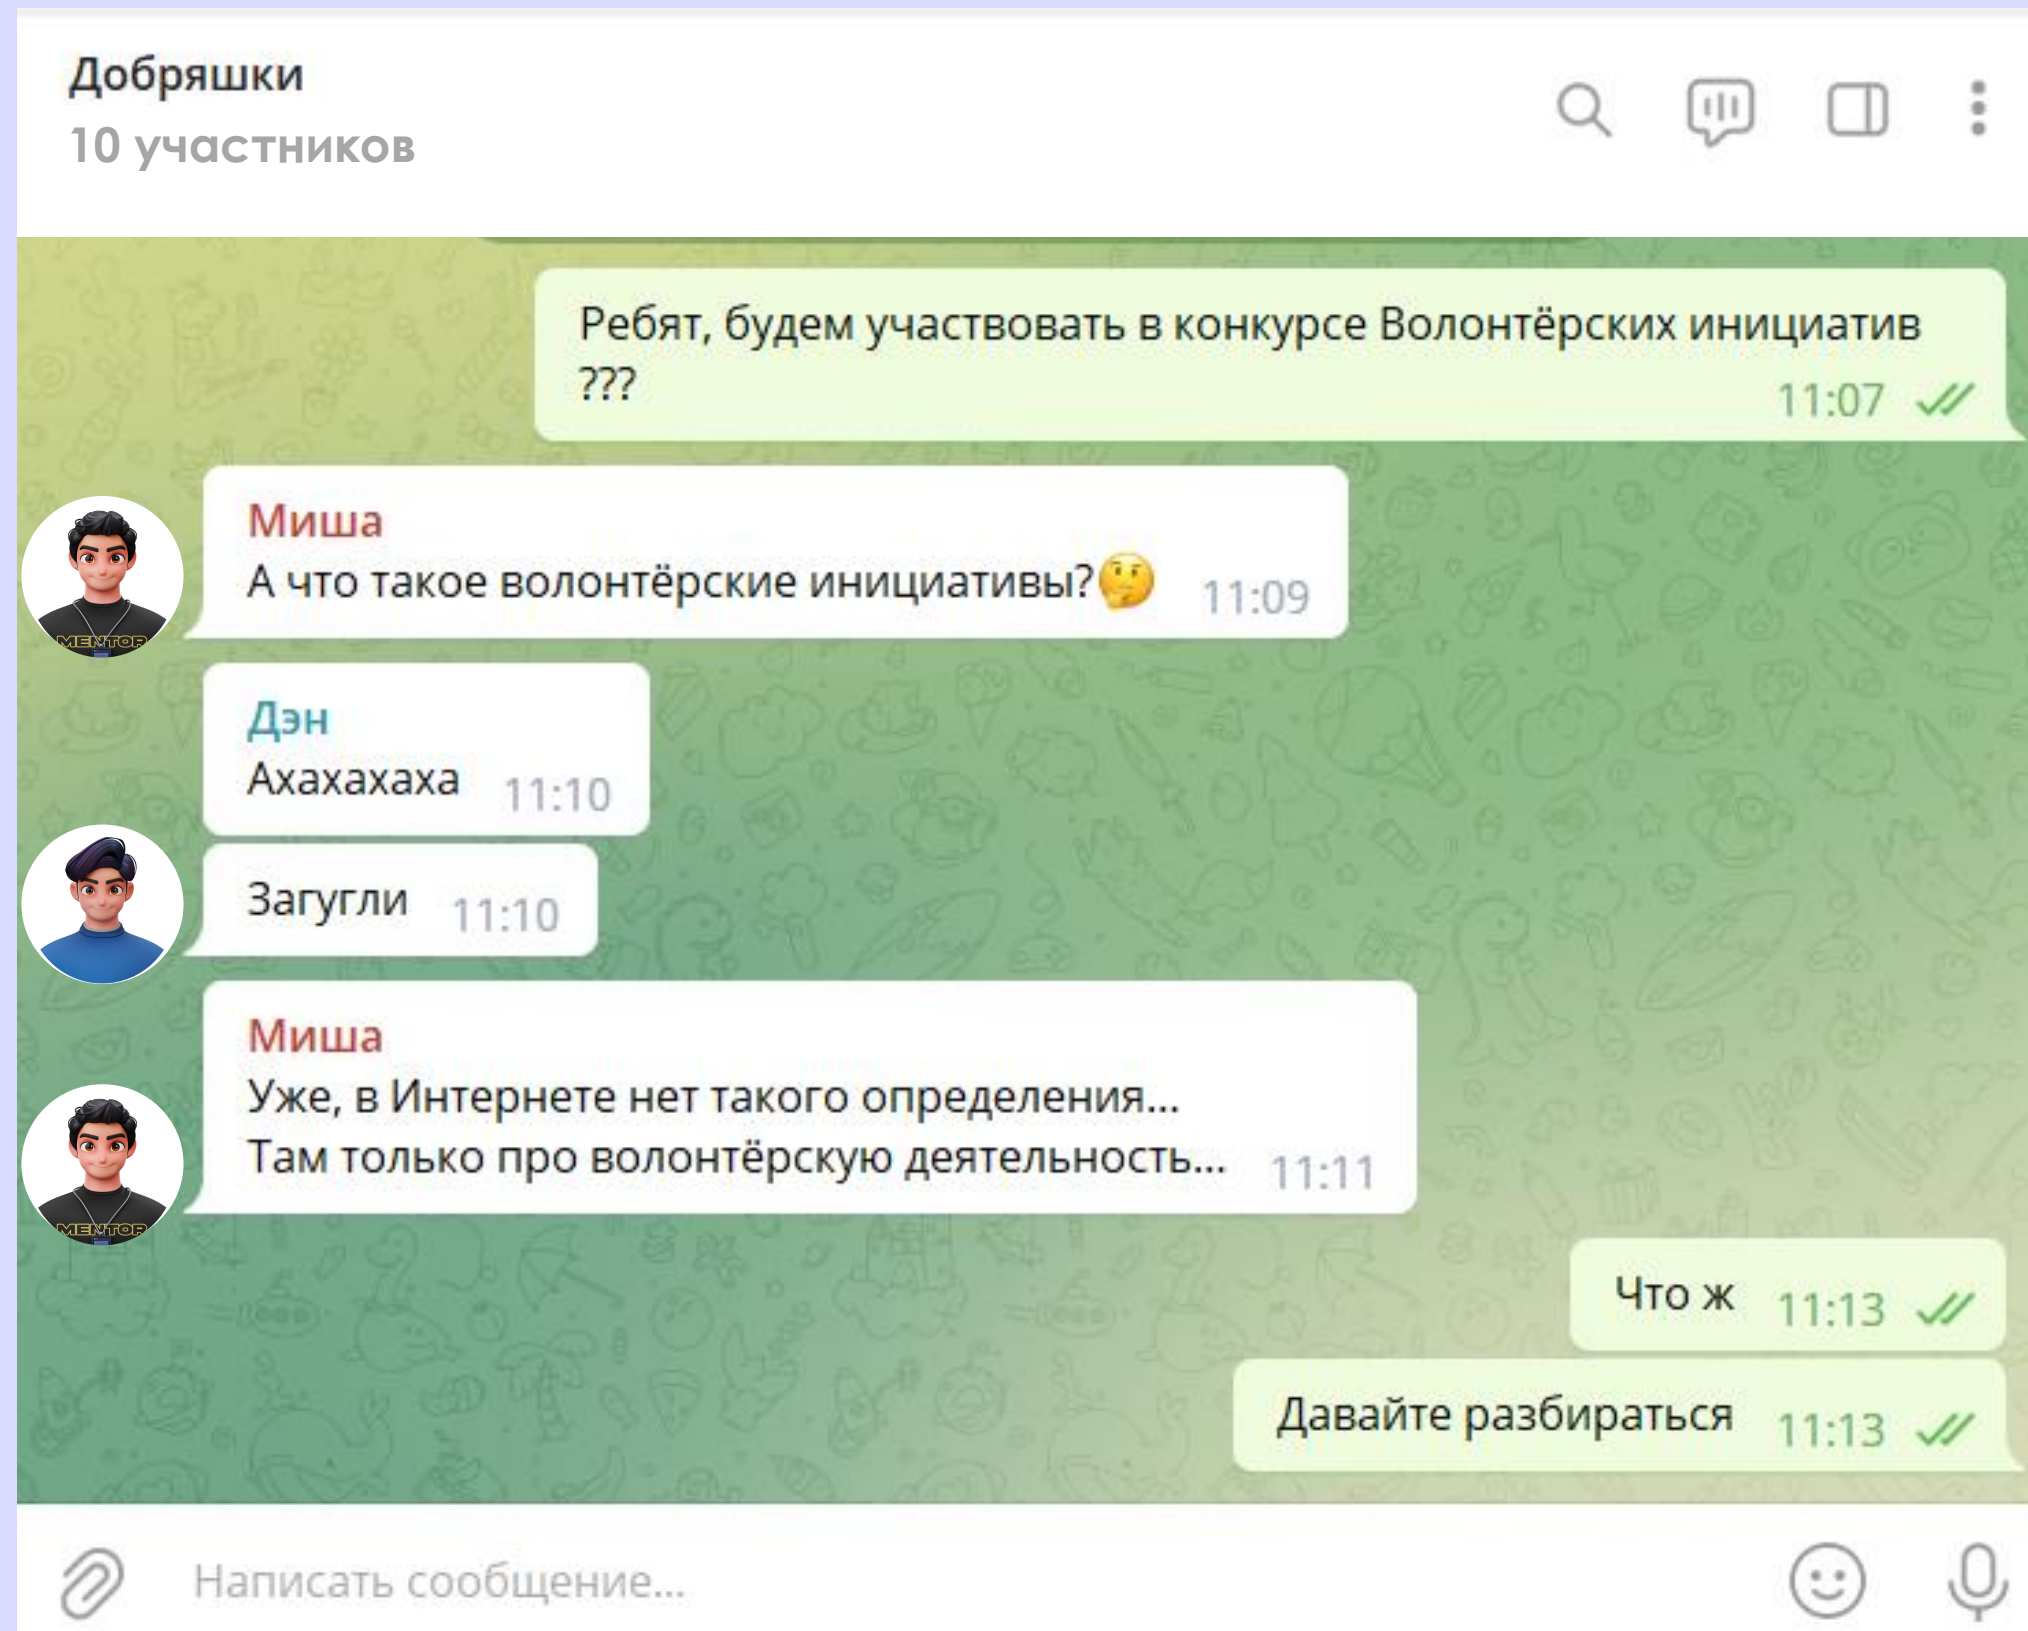 Добряшки
10 участников
Ребят, будем участвовать в конкурсе Волонтёрских инициатив
???
11:07
Миша
А что такое волонтёрские инициативы?🤔 11:09
MENTOR
Дэн
Ахахахаха 11:10
Загугли 11:10
Миша
Уже, в Интернете нет такого определения...
Там только про волонтёрскую деятельность... 11:11
MENTOR
Что ж 11:13
Давайте разбираться 11:13
Написать сообщение...